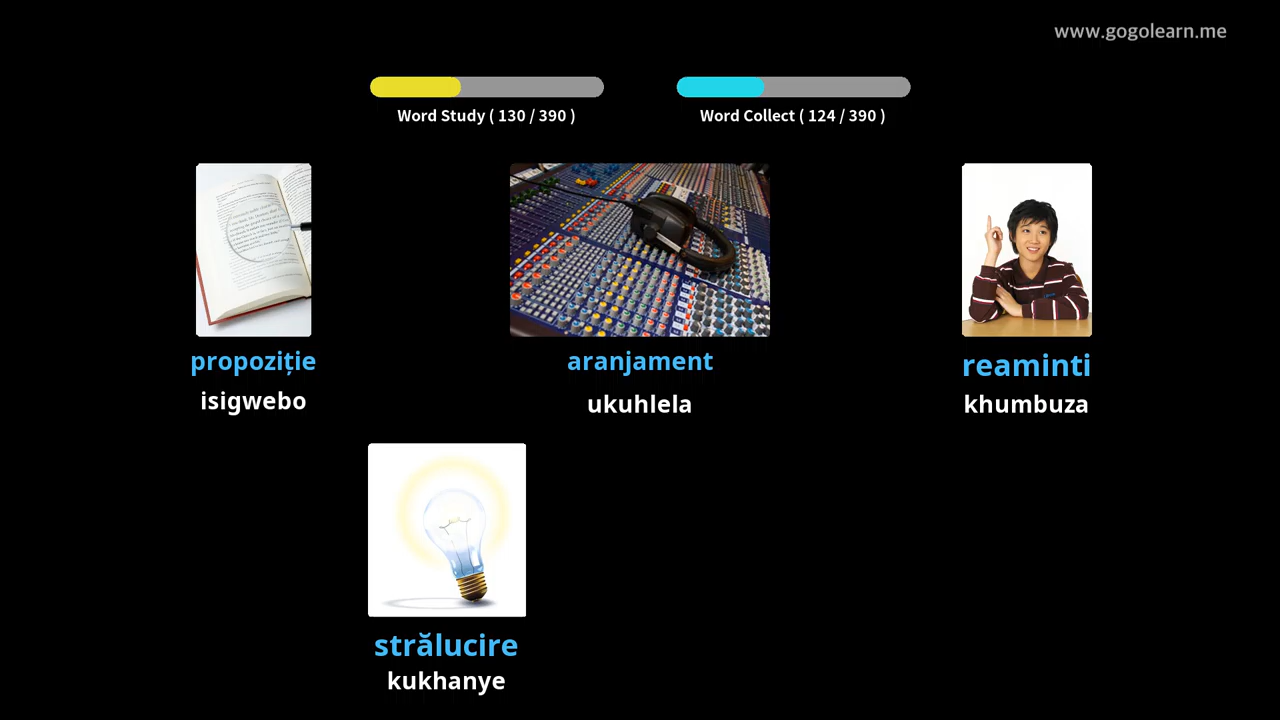 www.gogolearn.me
Word Study ( 130 / 390 )
Word Collect ( 124 / 390 )
propoziție
aranjament
reaminti
isigwebo
ukuhlela
khumbuza
strălucire
kukhanye